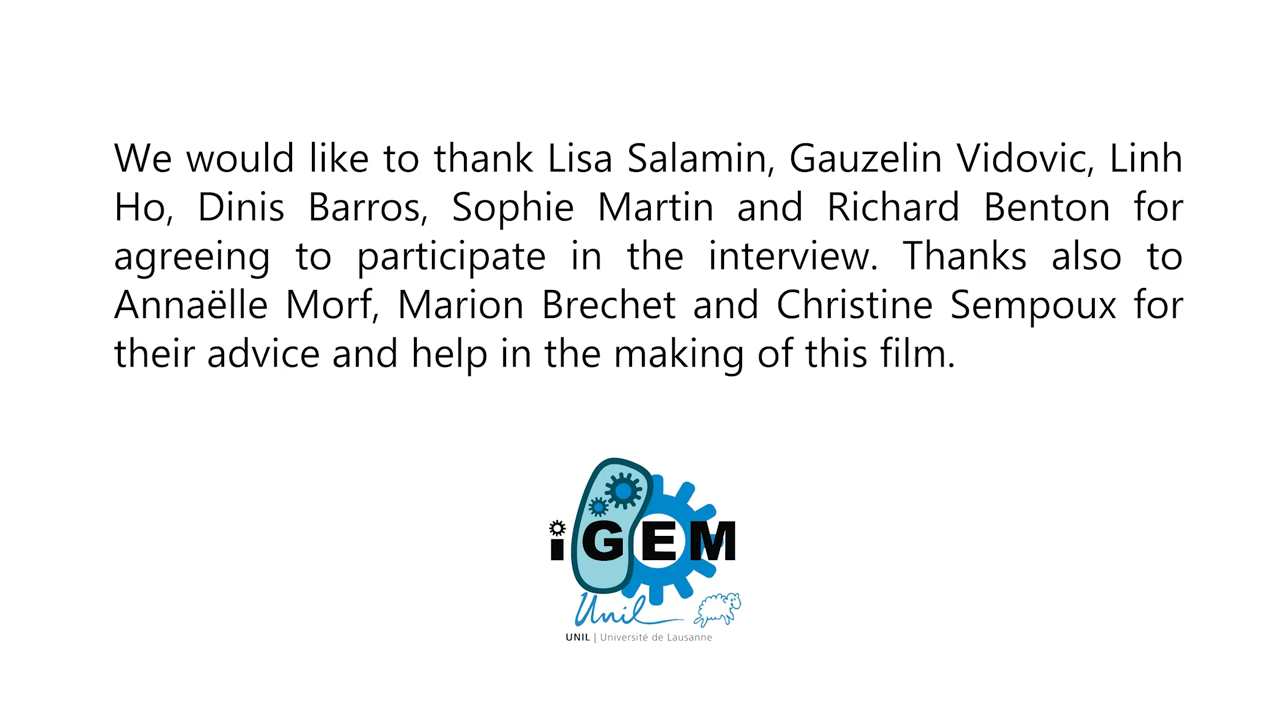 We would like to thank Lisa Salamin, Gauzelin Vidovic, Linh
Ho, Dinis Barros, Sophie Martin and Richard Benton for
agreeing to participate in the interview. Thanks also to
Annaëlle Morf, Marion Brechet and Christine Sempoux for
their advice and help in the making of this film.
iGEM
Unil
UNIL | Université de Lausanne